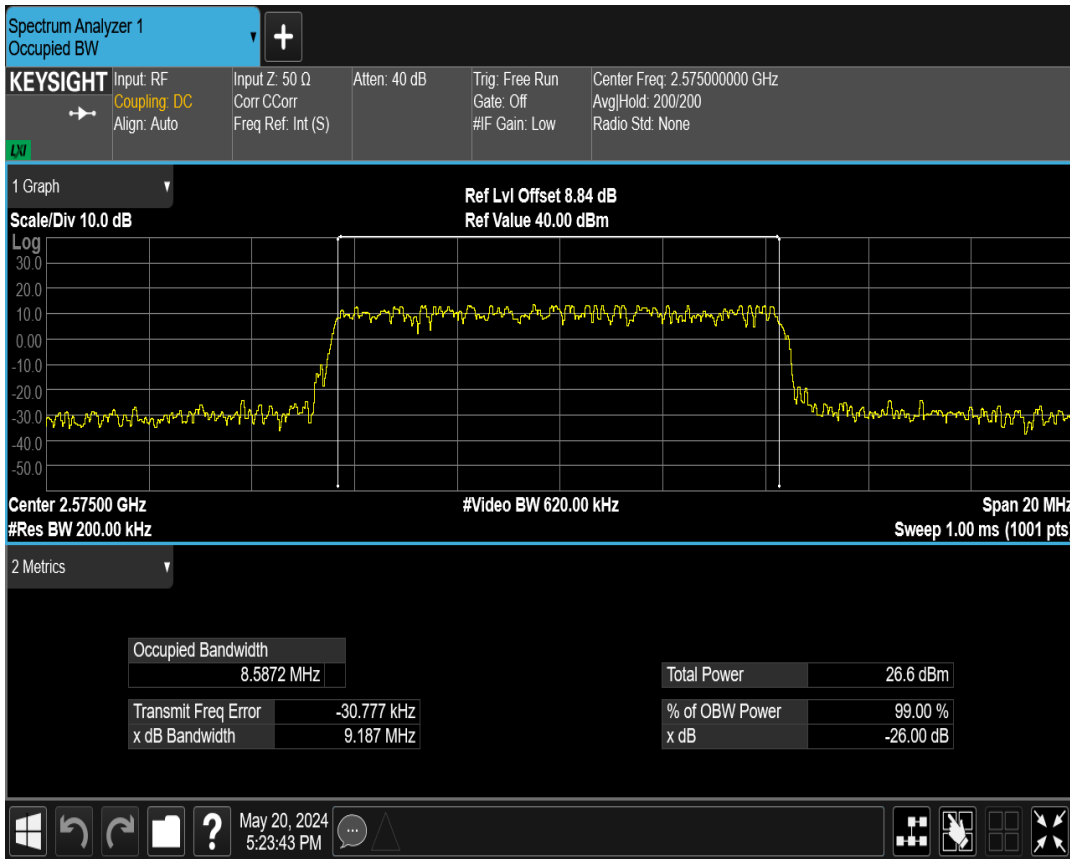 Spectrum Analyzer 1
Occupied BW
KEYSIGHT
LXI
Input: RF
Coupling: DC
Align: Auto
Input Z: 50 Ω
Corr CCorr
Freq Ref: Int (S)
Atten: 40 dB
Trig: Free Run
Gate: Off
#IF Gain: Low
Center Freq: 2.575000000 GHz
Avg|Hold: 200/200
Radio Std: None
1 Graph
Scale/Div 10.0 dB
Ref Lvl Offset 8.84 dB
Ref Value 40.00 dBm
Log
30.0
20.0
10.0
0.00
-10.0
-20.0
-30.0
-40.0
-50.0
Center 2.57500 GHz
#Res BW 200.00 kHz
#Video BW 620.00 kHz
Span 20 MHz
Sweep 1.00 ms (1001 pts)
2 Metrics
Occupied Bandwidth
8.5872 MHz
Transmit Freq Error -30.777 kHz
x dB Bandwidth 9.187 MHz
Total Power 26.6 dBm
% of OBW Power 99.00 %
x dB -26.00 dB
May 20, 2024
5:23:43 PM